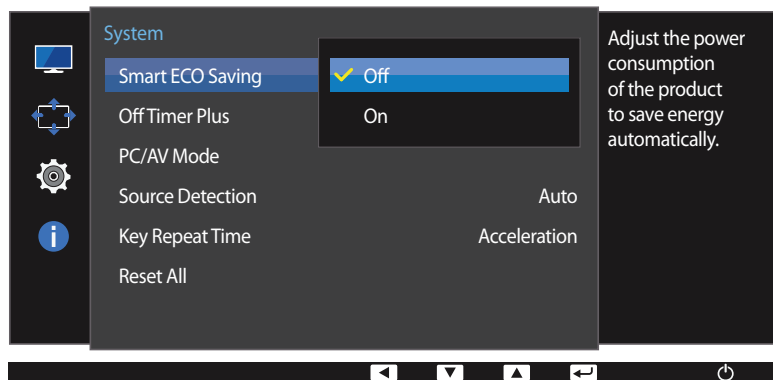 System
Smart ECO Saving
Off
Off Timer Plus
On
PC/AV Mode
Source Detection
Auto
Key Repeat Time
Acceleration
Reset All
Adjust the power
consumption
of the product
to save energy
automatically.